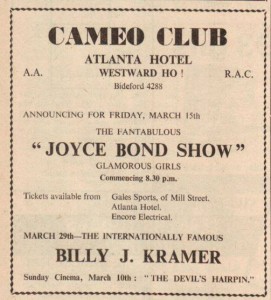 CAMEO CLUB
ATLANTA HOTEL
A.A. WESTWARD HO ! R.A.C.
Bideford 4288
ANNOUNCING FOR FRIDAY, MARCH 15th
THE FANTABULOUS
"JOYCE BOND SHOW"
GLAMOROUS GIRLS
Commencing 8.30 p.m.
Tickets available from Gales Sports, of Mill Street.
Atlanta Hotel.
Encore Electrical.
MARCH 29th—THE INTERNATIONALLY FAMOUS
BILLY J. KRAMER
Sunday Cinema, March 10th : "THE DEVIL'S HAIRPIN."